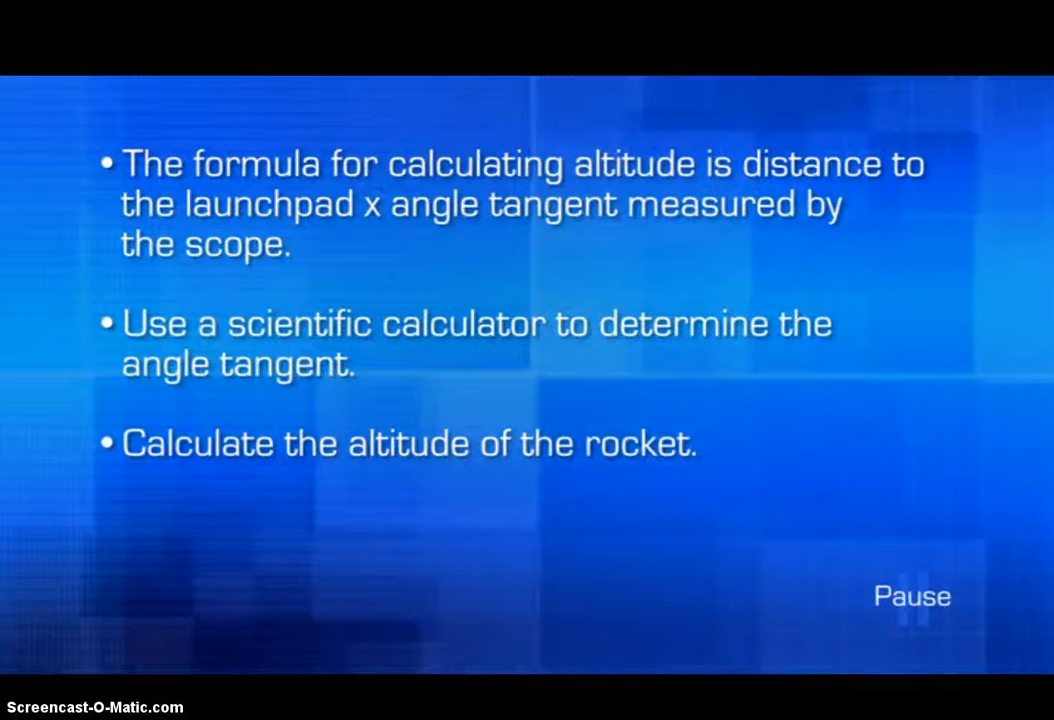 • The formula for calculating altitude is distance to
the launchpad x angle tangent measured by
the scope.
• Use a scientific calculator to determine the
angle tangent.
• Calculate the altitude of the rocket.
Pause
Screencast-O-Matic.com